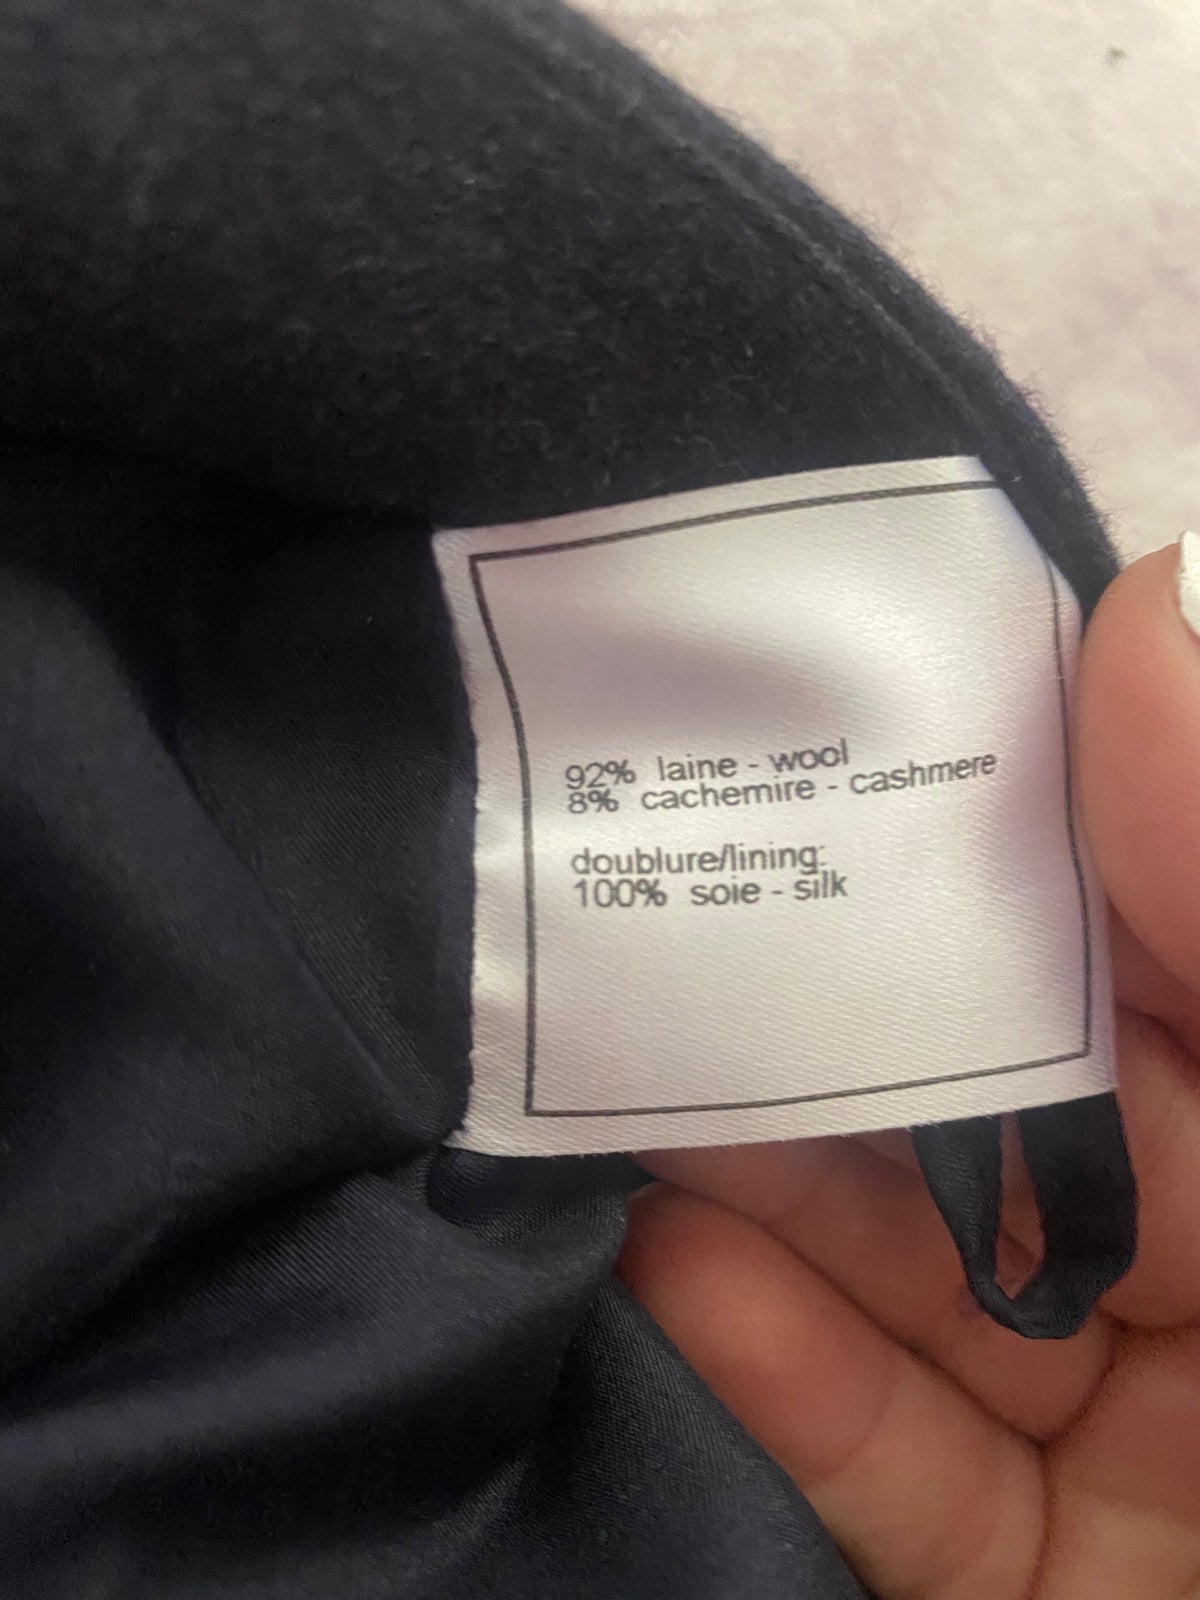 92% laine - wool
8% cachemire - cashmere
doublure/lining:
100% soie - silk